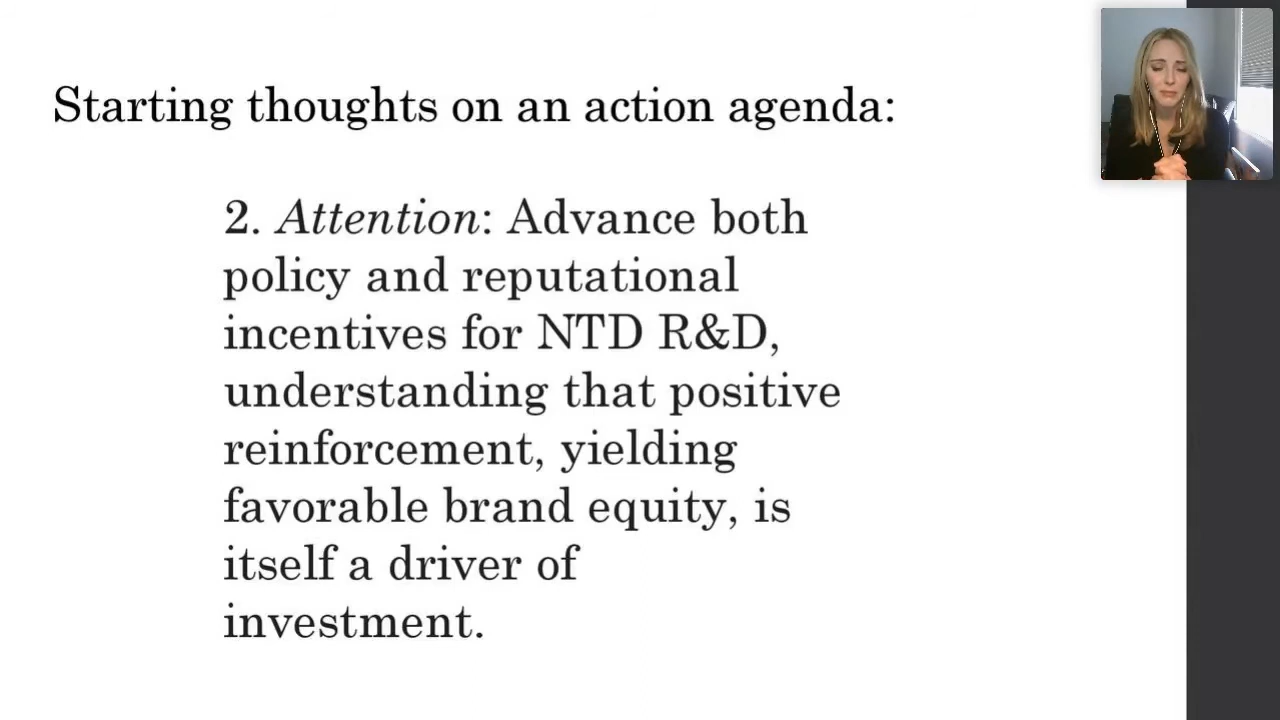 Starting thoughts on an action agenda:
2. Attention: Advance both
policy and reputational
incentives for NTD R&D,
understanding that positive
reinforcement, yielding
favorable brand equity, is
itself a driver of
investment.